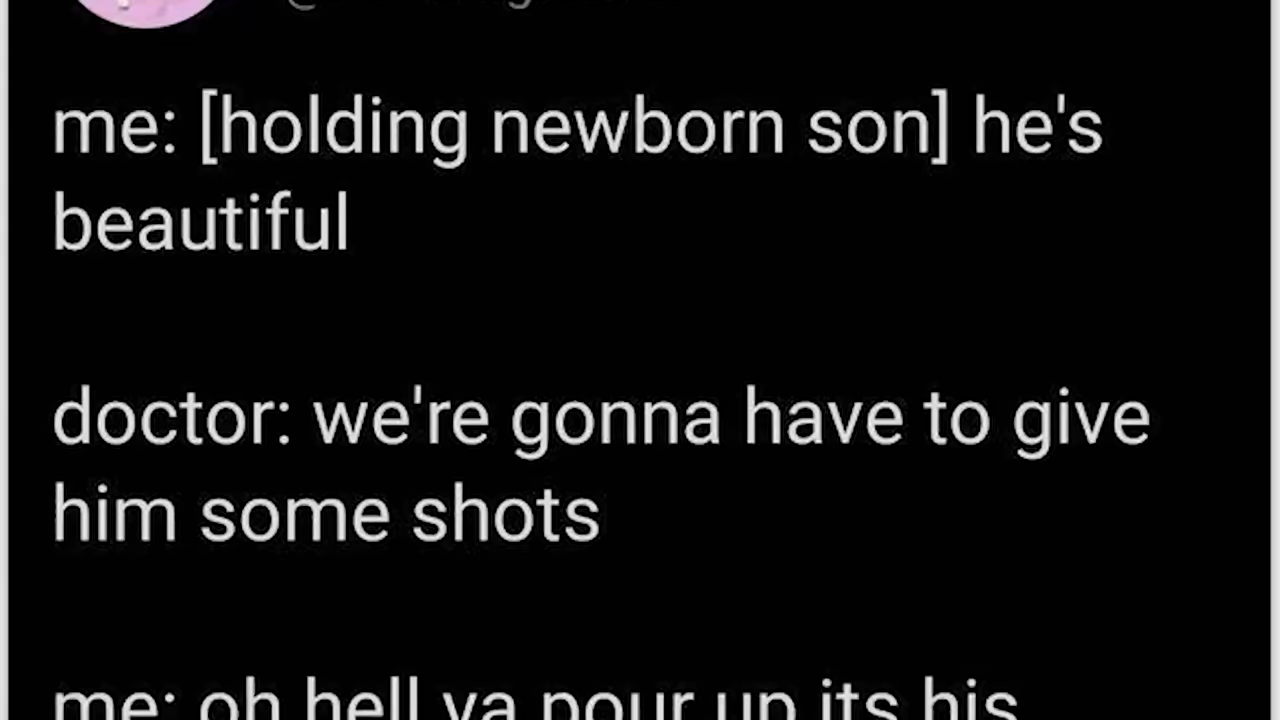 me: [holding newborn son] he's
beautiful
doctor: we're gonna have to give
him some shots
me: oh hell ya pour up its his